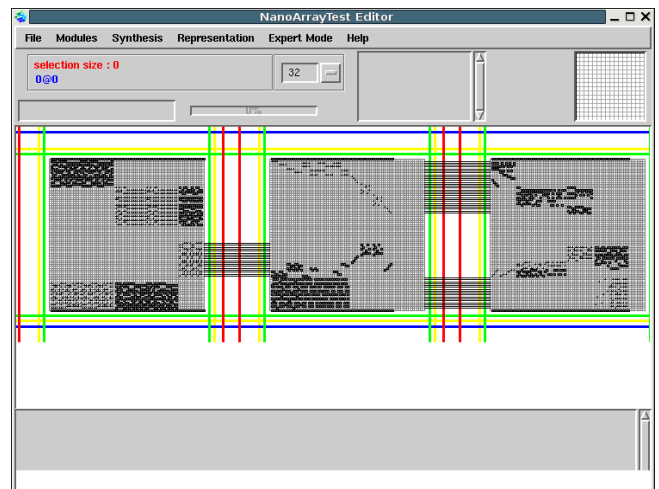 NanoArrayTest Editor
File Modules Synthesis Representation Expert Mode Help
selection size : 0
0@0
32
0%